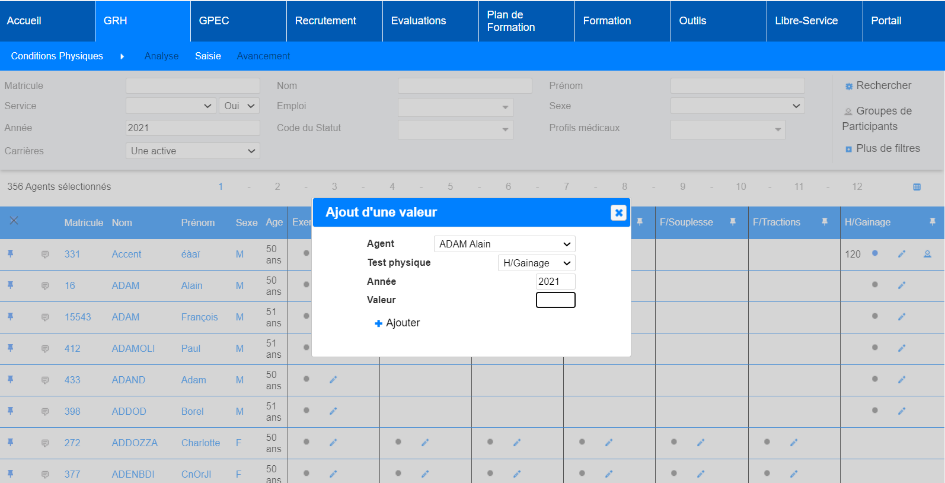 Accueil GRH GPEC Recrutement Evaluations Plan de Formation Formation Outils Libre-Service Portail
Conditions Physiques Analyse Saisie Avancement
Matricule Nom Prénom Rechercher
Service Oui Emploi Sexe Groupes de Participants
Année 2021 Code du Statut Profils médicaux
Carrières Une active Plus de filtres
356 Agents sélectionnés 1 - 2 - 3 - 4 - 5 - 6 - 7 - 8 - 9 - 10 - 11 - 12
Matricule Nom Prénom Sexe Age F/Souplesse F/Tractions H/Gainage
Ajout d'une valeur
Agent ADAM Alain
Test physique H/Gainage
Année 2021
Valeur
Ajouter
331 Accent éàaï M 50 ans 120
16 ADAM Alain M 50 ans
15543 ADAM François M 51 ans
412 ADAMOLI Paul M 51 ans
433 ADAND Adam M 50 ans
398 ADDOD Borel M 51 ans
272 ADDOZZA Charlotte F 50 ans
377 ADENBDI CnOrJI F 50 ans